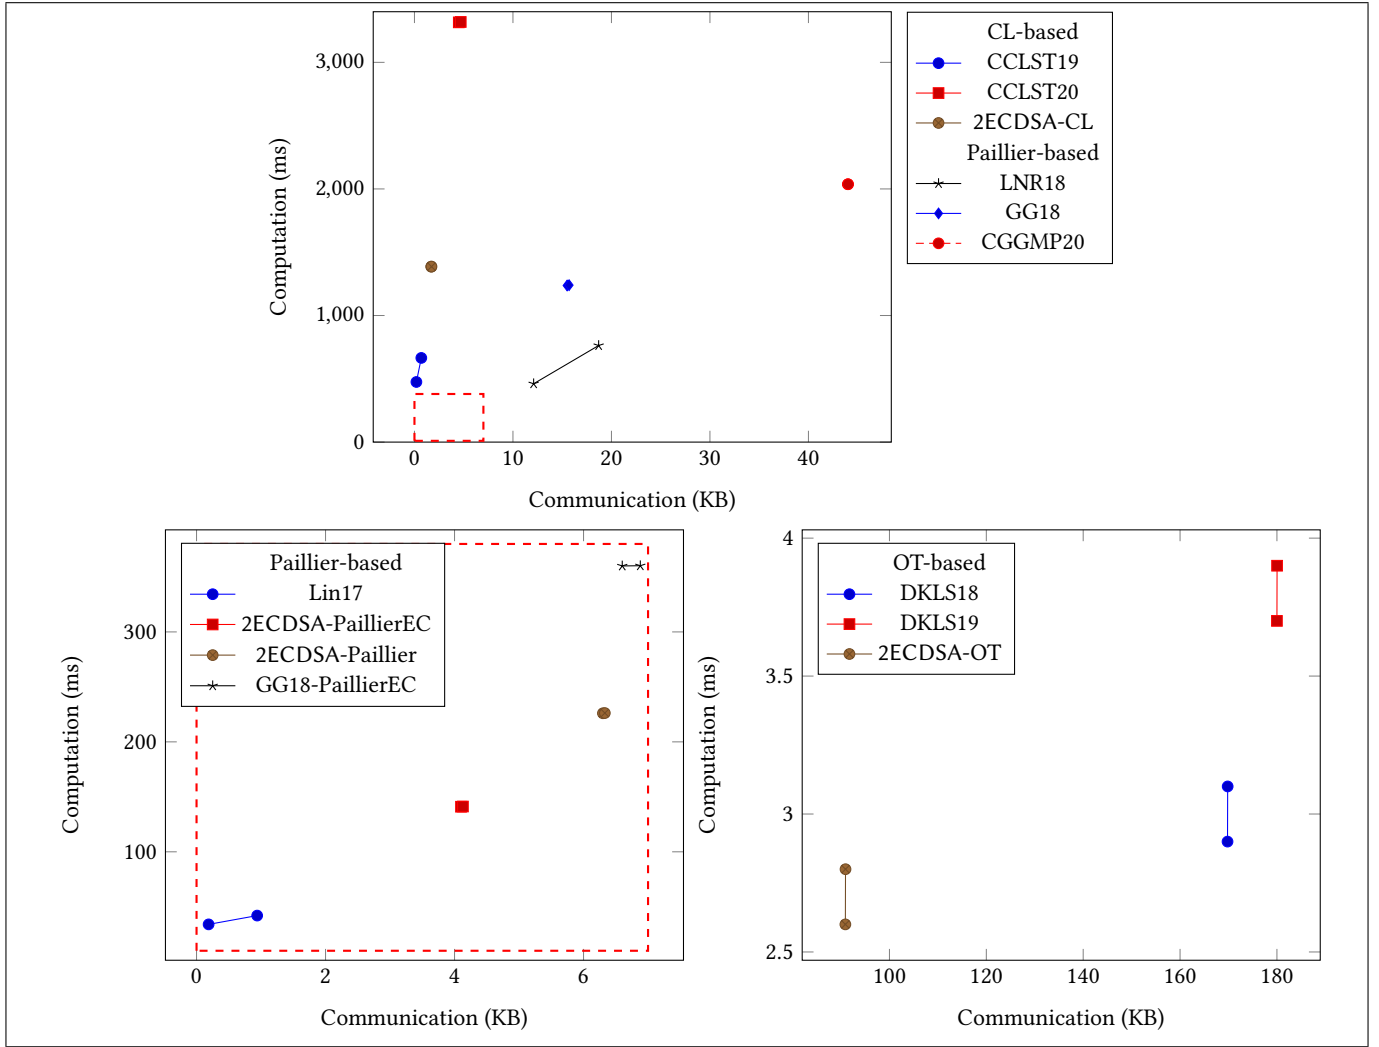 CL-based
CCLST19
CCLST20
2ECDSA-CL
Paillier-based
LNR18
GG18
CGGMP20
3,000
2,000
1,000
0
Computation (ms)
0 10 20 30 40
Communication (KB)
Paillier-based
Lin17
2ECDSA-PaillierEC
2ECDSA-Paillier
GG18-PaillierEC
300
200
100
Computation (ms)
0 2 4 6
Communication (KB)
OT-based
DKLS18
DKLS19
2ECDSA-OT
4
3.5
3
2.5
Computation (ms)
100 120 140 160 180
Communication (KB)